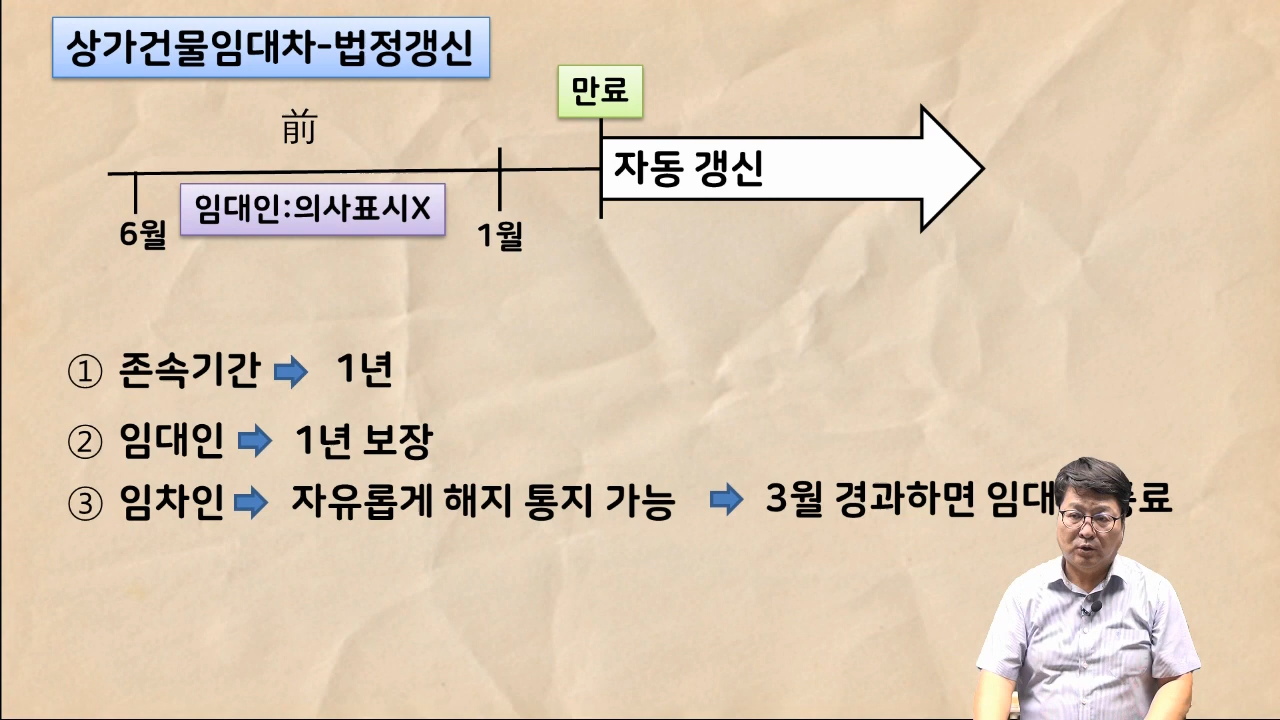 상가건물임대차-법정갱신
만료
前
자동 갱신
임대인:의사표시X
6월
1월
① 존속기간 ➡ 1년
② 임대인 ➡ 1년 보장
③ 임차인 ➡ 자유롭게 해지 통지 가능 ➡ 3월 경과하면 임대